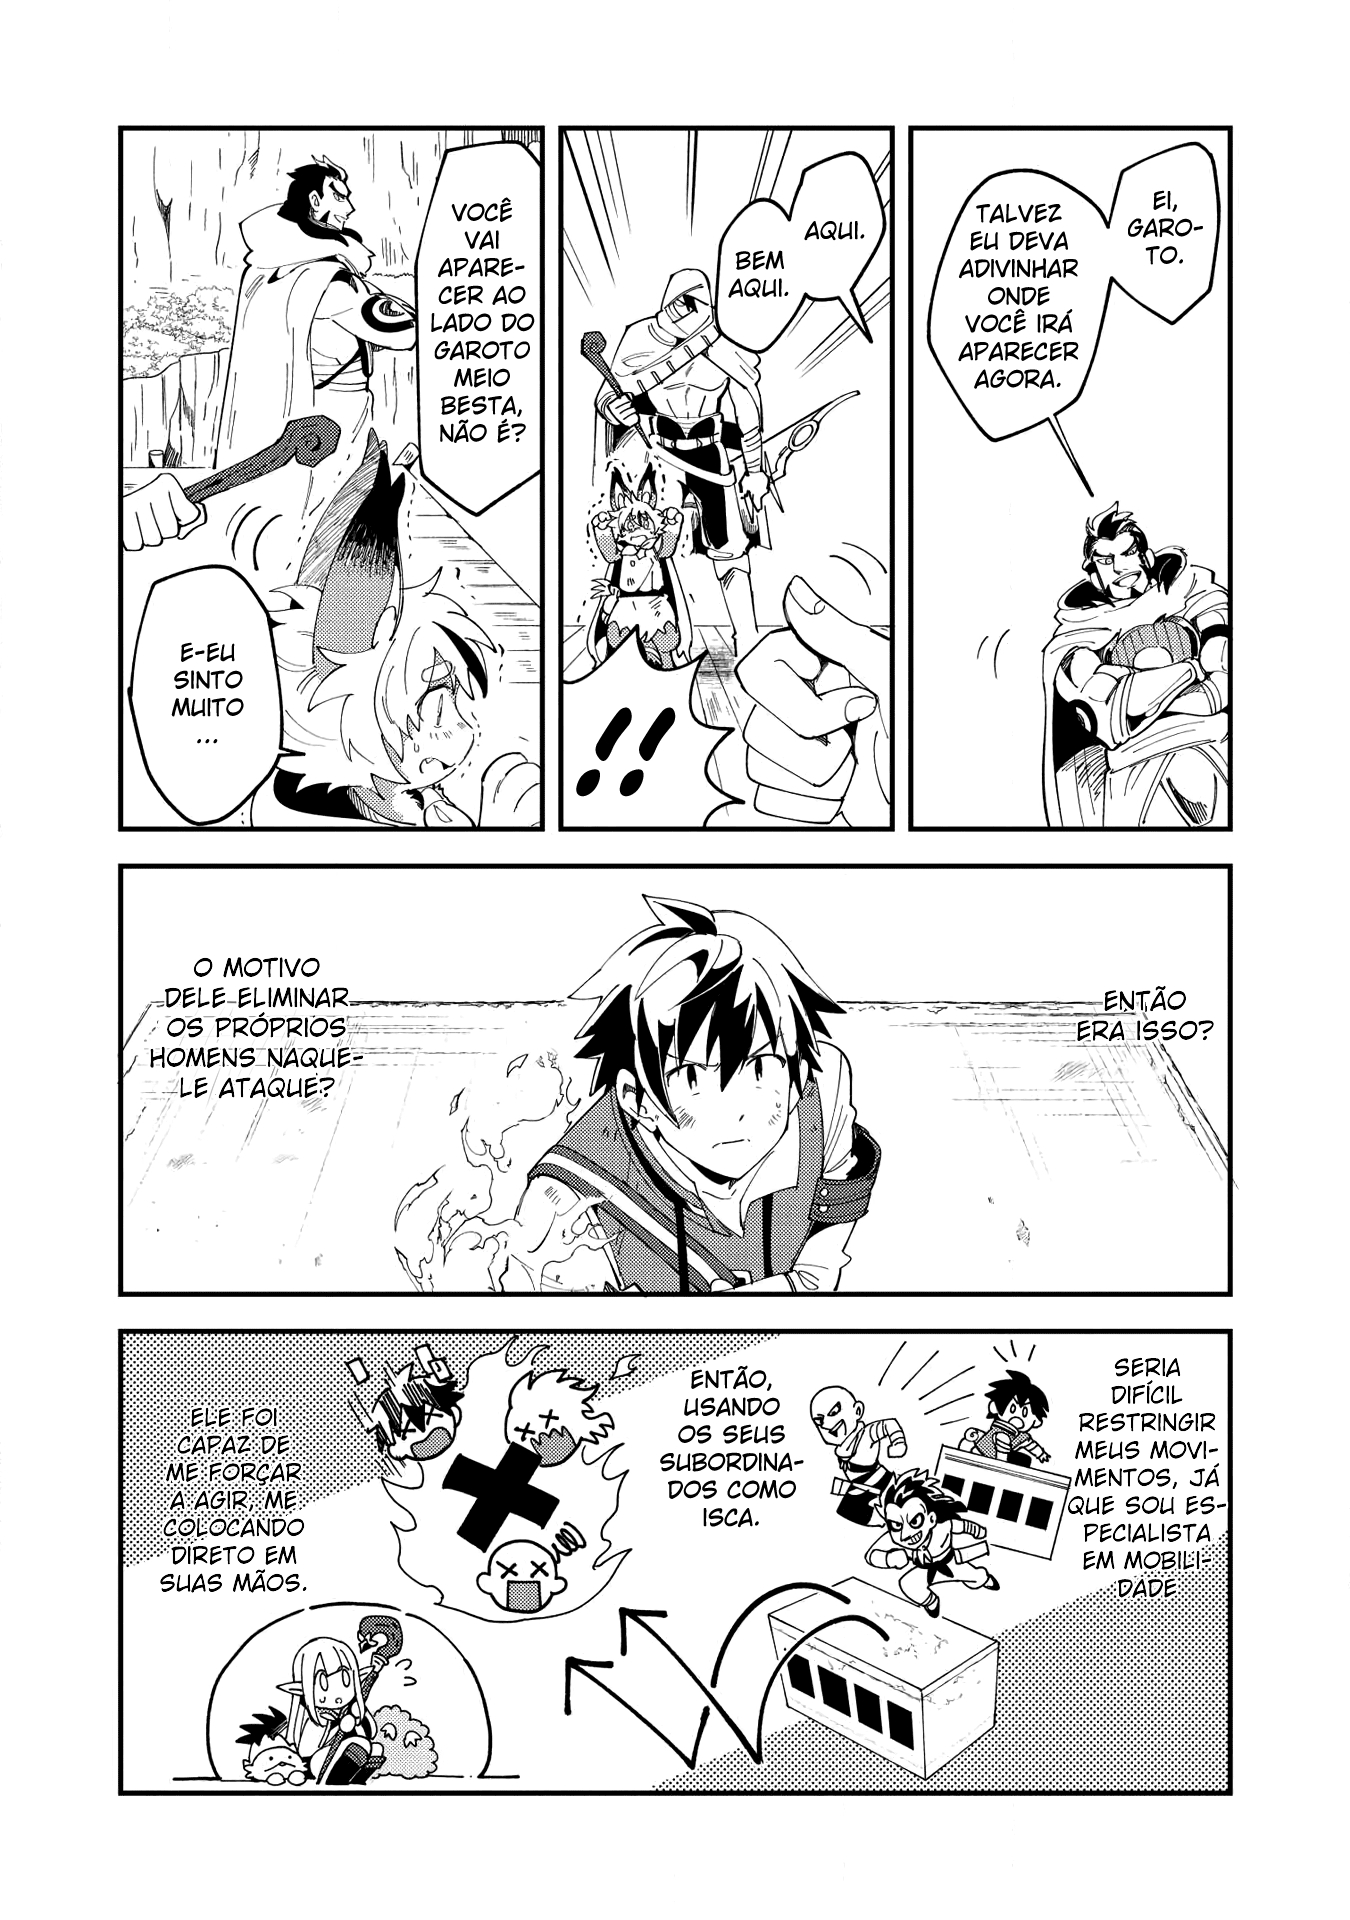 EI,
GARO-
TO.
TALVEZ
EU DEVA
ADIVINHAR
ONDE
VOCÊ IRÁ
APARECER
AGORA.
AQUI.
BEM
AQUI.
!!
VOCÊ
VAI
APARE-
CER AO
LADO DO
GAROTO
MEIO
BESTA,
NÃO É?
E-EU
SINTO
MUITO
...
ENTÃO
ERA ISSO?
O MOTIVO
DELE ELIMINAR
OS PRÓPRIOS
HOMENS NAQUE-
LE ATAQUE?
SERIA
DIFÍCIL
RESTRINGIR
MEUS MOVI-
MENTOS, JÁ
QUE SOU ES-
PECIALISTA
EM MOBILI-
DADE
ENTÃO,
USANDO
OS SEUS
SUBORDINA-
DOS COMO
ISCA.
ELE FOI
CAPAZ DE
ME FORÇAR
A AGIR, ME
COLOCANDO
DIRETO EM
SUAS MÃOS.